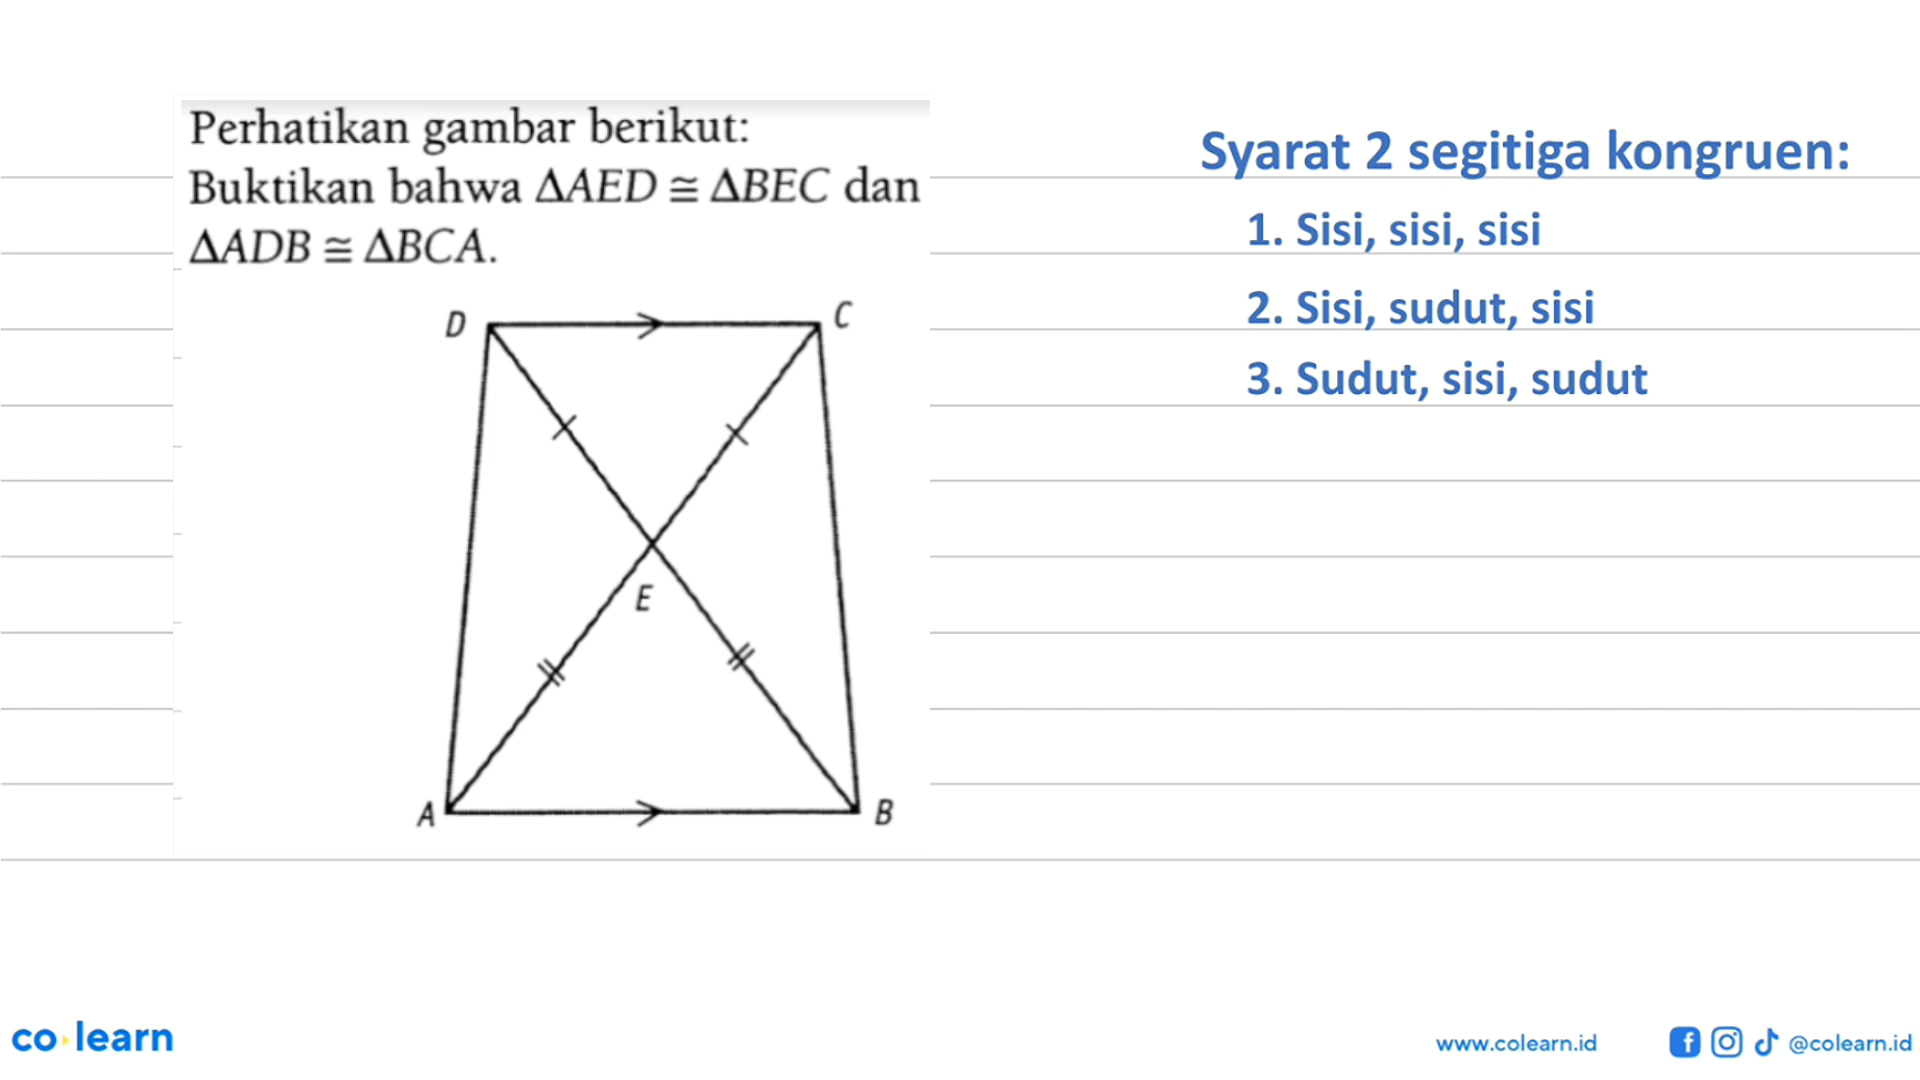 Perhatikan gambar berikut:
Buktikan bahwa ΔAED ≅ ΔBEC dan
ΔADB ≅ ΔBCA.
D
C
E
A
B
Syarat 2 segitiga kongruen:
1. Sisi, sisi, sisi
2. Sisi, sudut, sisi
3. Sudut, sisi, sudut
co learn
www.colearn.id
@colearn.id